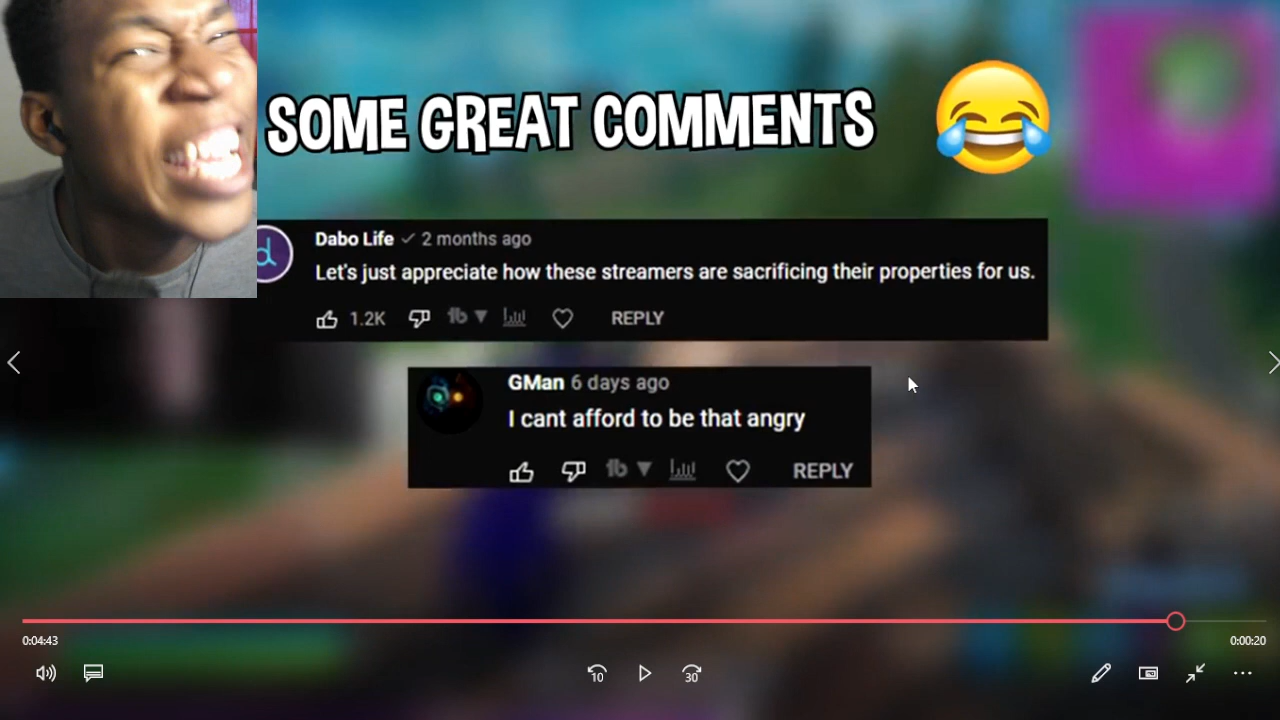 SOME GREAT COMMENTS
d
Dabo Life 2 months ago
Let's just appreciate how these streamers are sacrificing their properties for us.
1.2K REPLY
GMan 6 days ago
I cant afford to be that angry
REPLY
0:04:43 0:00:20
10 30